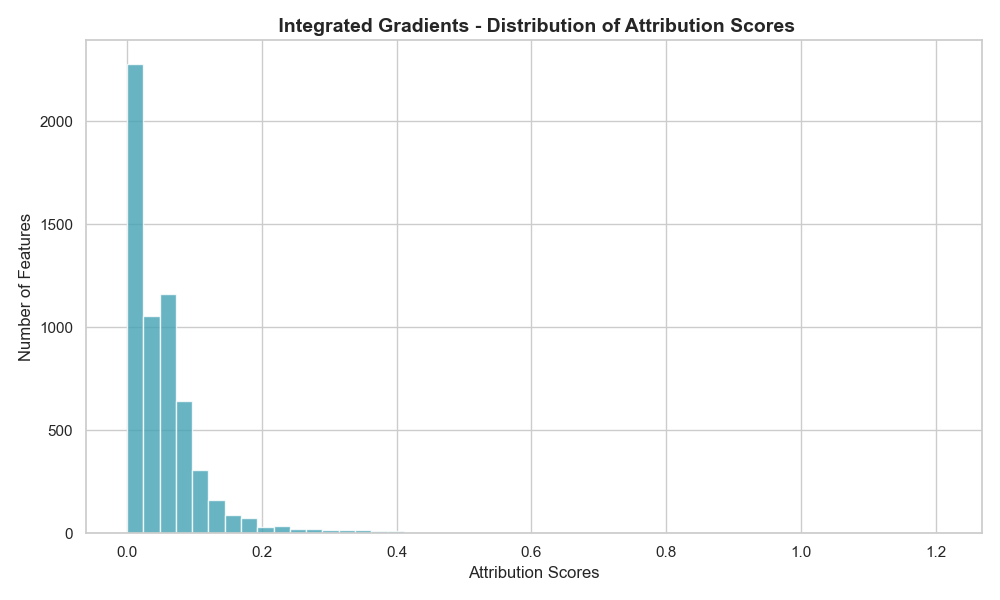 Integrated Gradients - Distribution of Attribution Scores
Number of Features
2000
1500
1000
500
0
0.0 0.2 0.4 0.6 0.8 1.0 1.2
Attribution Scores